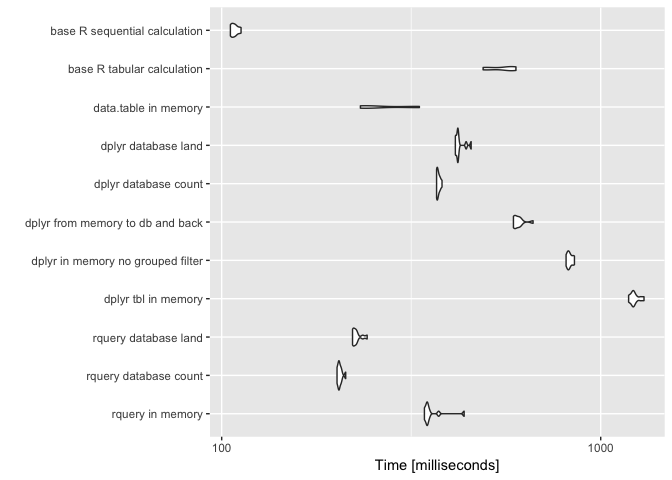 base R sequential calculation
base R tabular calculation
data.table in memory
dplyr database land
dplyr database count
dplyr from memory to db and back
dplyr in memory no grouped filter
dplyr tbl in memory
rquery database land
rquery database count
rquery in memory
100
1000
Time [milliseconds]